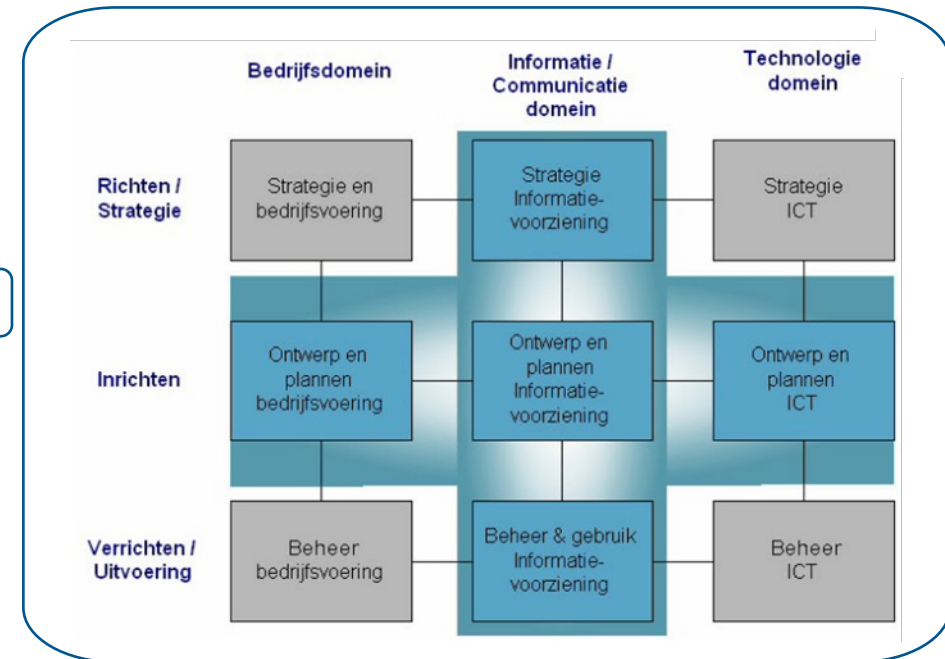 Bedrijfsdomein
Informatie /
Communicatie
domein
Technologie
domein
Richten /
Strategie
Strategie en
bedrijfsvoering
Strategie
Informatie-
voorziening
Strategie
ICT
Inrichten
Ontwerp en
plannen
bedrijfsvoering
Ontwerp en
plannen
Informatie-
voorziening
Ontwerp en
plannen
ICT
Verrichten /
Uitvoering
Beheer
bedrijfsvoering
Beheer & gebruik
Informatie-
voorziening
Beheer
ICT